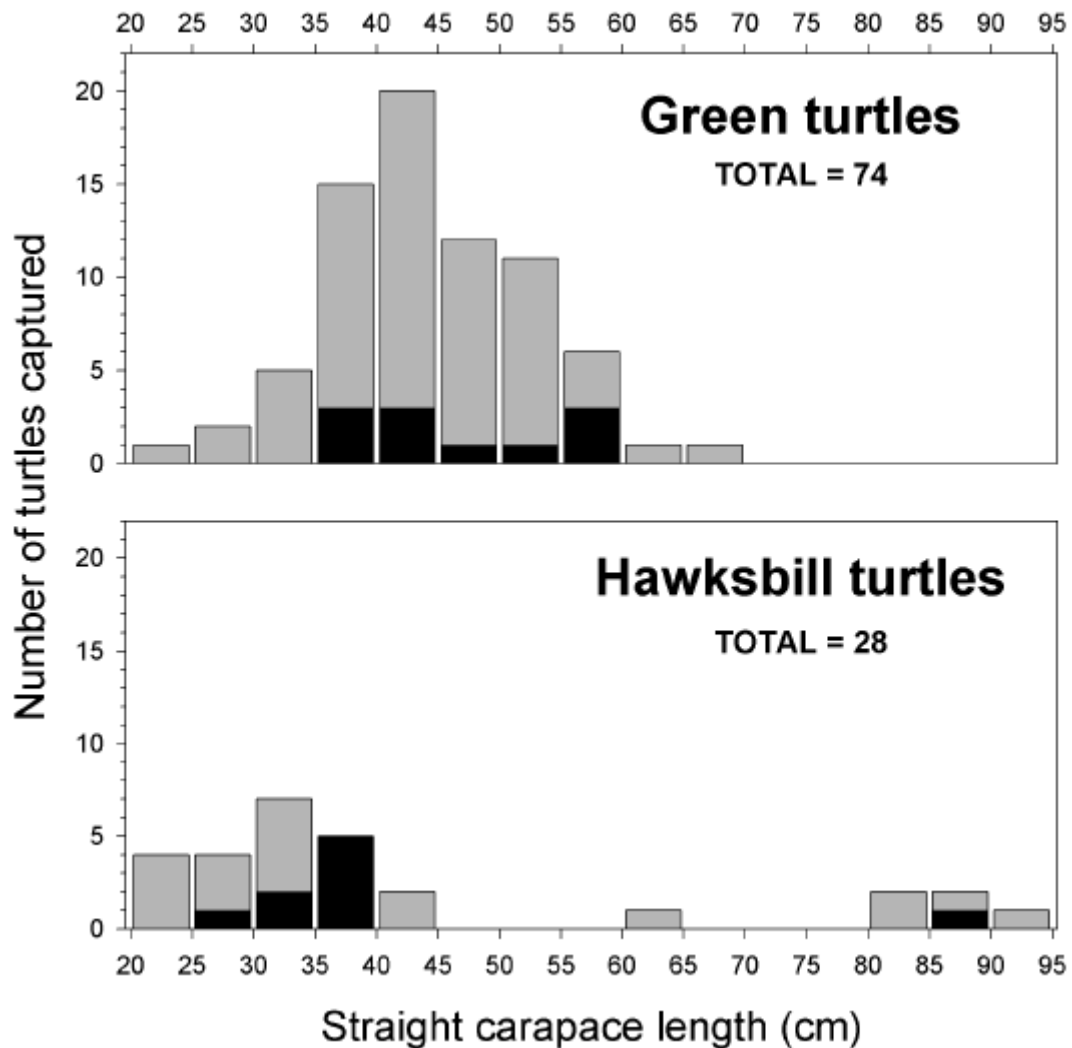 20 25 30 35 40 45 50 55 60 65 70 75 80 85 90 95
Green turtles
TOTAL = 74
20
15
10
5
0
Number of turtles captured
Hawksbill turtles
TOTAL = 28
20
15
10
5
0
20 25 30 35 40 45 50 55 60 65 70 75 80 85 90 95
Straight carapace length (cm)